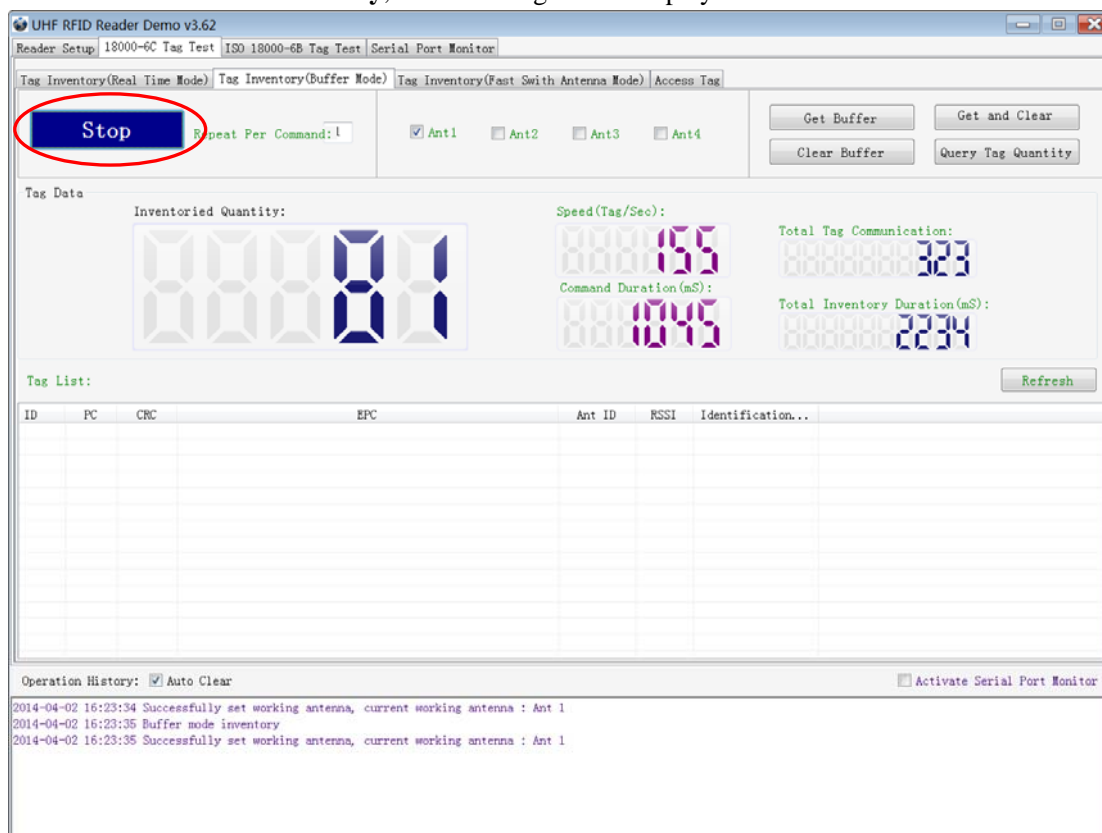 UHF RFID Reader Demo v3.62
Reader Setup 18000-6C Tag Test ISO 18000-6B Tag Test Serial Port Monitor
Tag Inventory(Real Time Mode) Tag Inventory(Buffer Mode) Tag Inventory(Fast Swith Antenna Mode) Access Tag
Stop Repeat Per Command: Ant1 Ant2 Ant3 Ant4 Get Buffer Get and Clear
Clear Buffer Query Tag Quantity
Tag Data
Inventoried Quantity: Speed(Tag/Sec): Total Tag Communication:
81 155 323
Command Duration(mS): Total Inventory Duration(mS):
1045 2234
Tag List: Refresh
ID PC CRC EPC Ant ID RSSI Identification...
Operation History: Auto Clear Activate Serial Port Monitor
2014-04-02 16:23:34 Successfully set working antenna, current working antenna : Ant 1
2014-04-02 16:23:35 Buffer mode inventory
2014-04-02 16:23:35 Successfully set working antenna, current working antenna : Ant 1